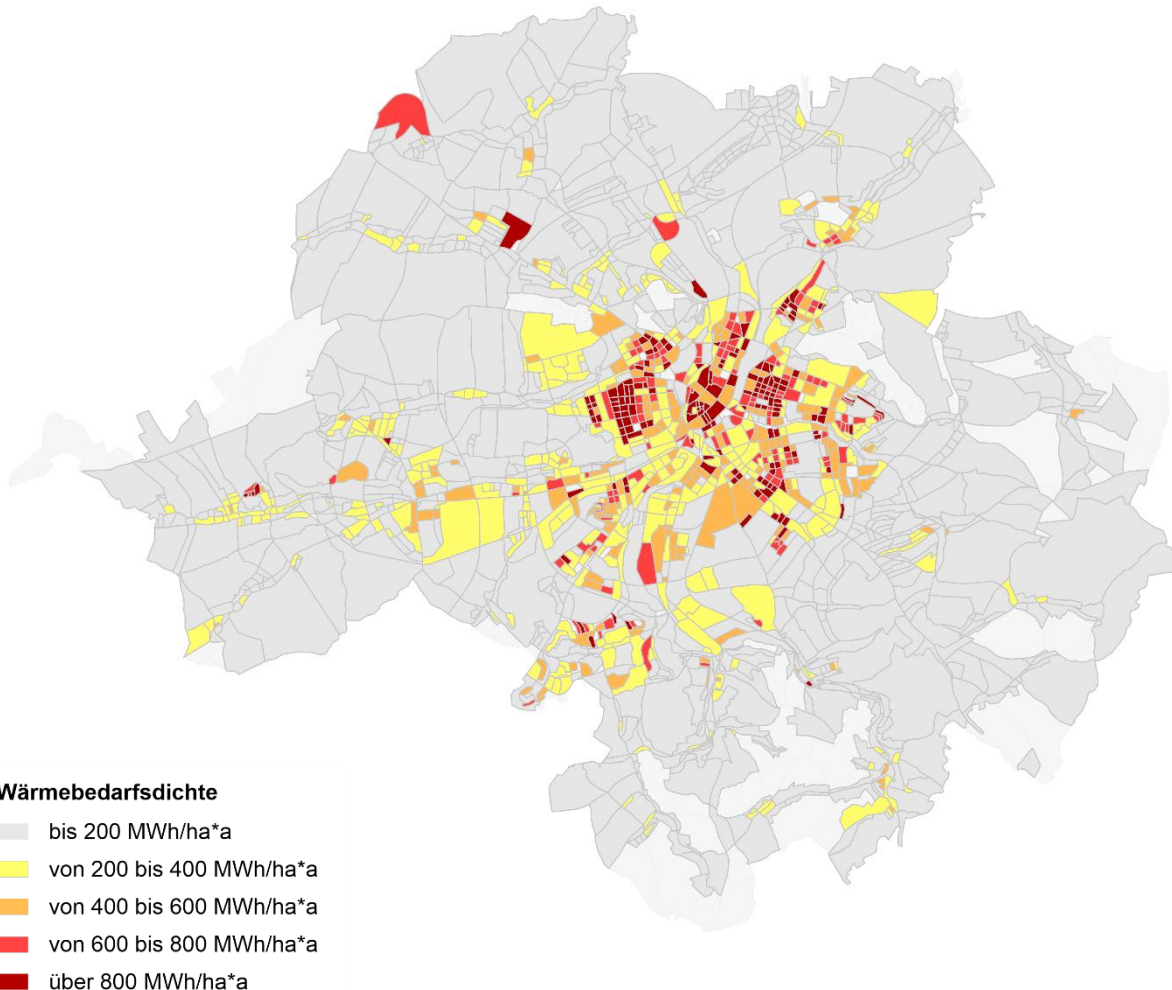 Wärmebedarfsdichte
bis 200 MWh/ha*a
von 200 bis 400 MWh/ha*a
von 400 bis 600 MWh/ha*a
von 600 bis 800 MWh/ha*a
über 800 MWh/ha*a